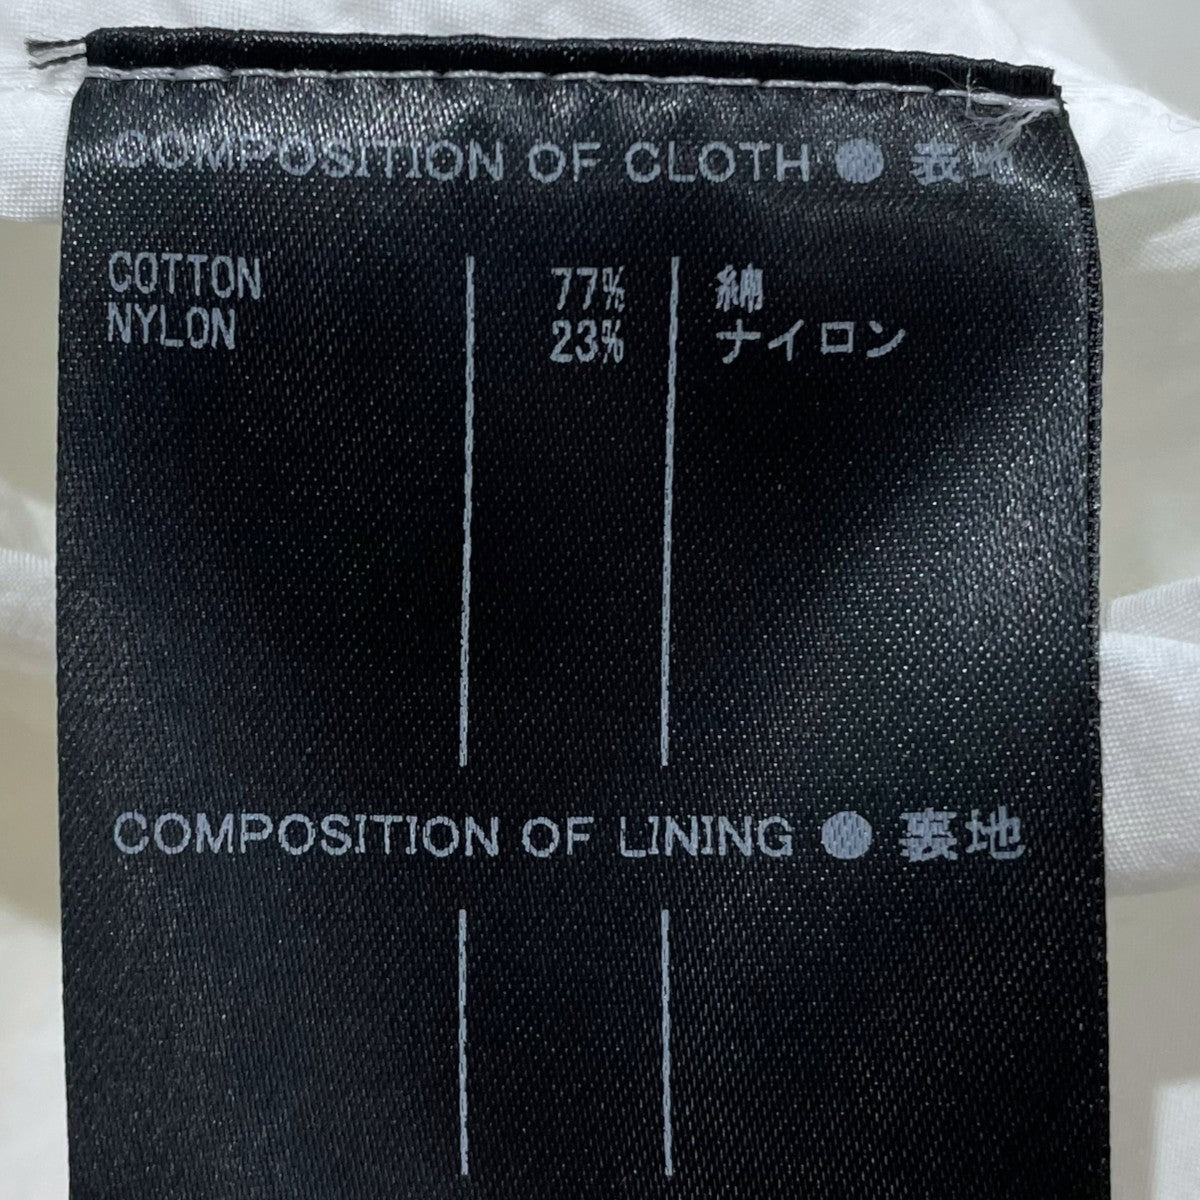 COMPOSITION OF CLOTH ● 表地
COTTON 77% 綿
NYLON 23% ナイロン
COMPOSITION OF LINING ● 裏地